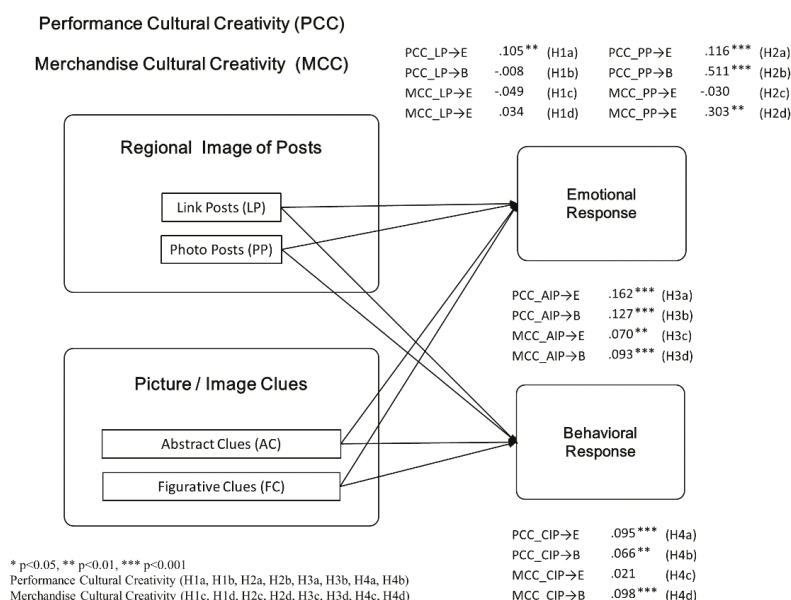 Performance Cultural Creativity (PCC)
Merchandise Cultural Creativity (MCC)
PCC_LP→E .105** (H1a) PCC_PP→E .116*** (H2a)
PCC_LP→B -.008 (H1b) PCC_PP→B .511*** (H2b)
MCC_LP→E -.049 (H1c) MCC_PP→E -.030 (H2c)
MCC_LP→E .034 (H1d) MCC_PP→E .303** (H2d)
Regional Image of Posts
Link Posts (LP)
Photo Posts (PP)
Emotional
Response
PCC_AIP→E .162*** (H3a)
PCC_AIP→B .127*** (H3b)
MCC_AIP→E .070** (H3c)
MCC_AIP→B .093*** (H3d)
Picture / Image Clues
Abstract Clues (AC)
Figurative Clues (FC)
Behavioral
Response
PCC_CIP→E .095*** (H4a)
PCC_CIP→B .066** (H4b)
MCC_CIP→E .021 (H4c)
MCC_CIP→B .098*** (H4d)
* p<0.05, ** p<0.01, *** p<0.001
Performance Cultural Creativity (H1a, H1b, H2a, H2b, H3a, H3b, H4a, H4b)
Merchandise Cultural Creativity (H1c, H1d, H2c, H2d, H3c, H3d, H4c, H4d)